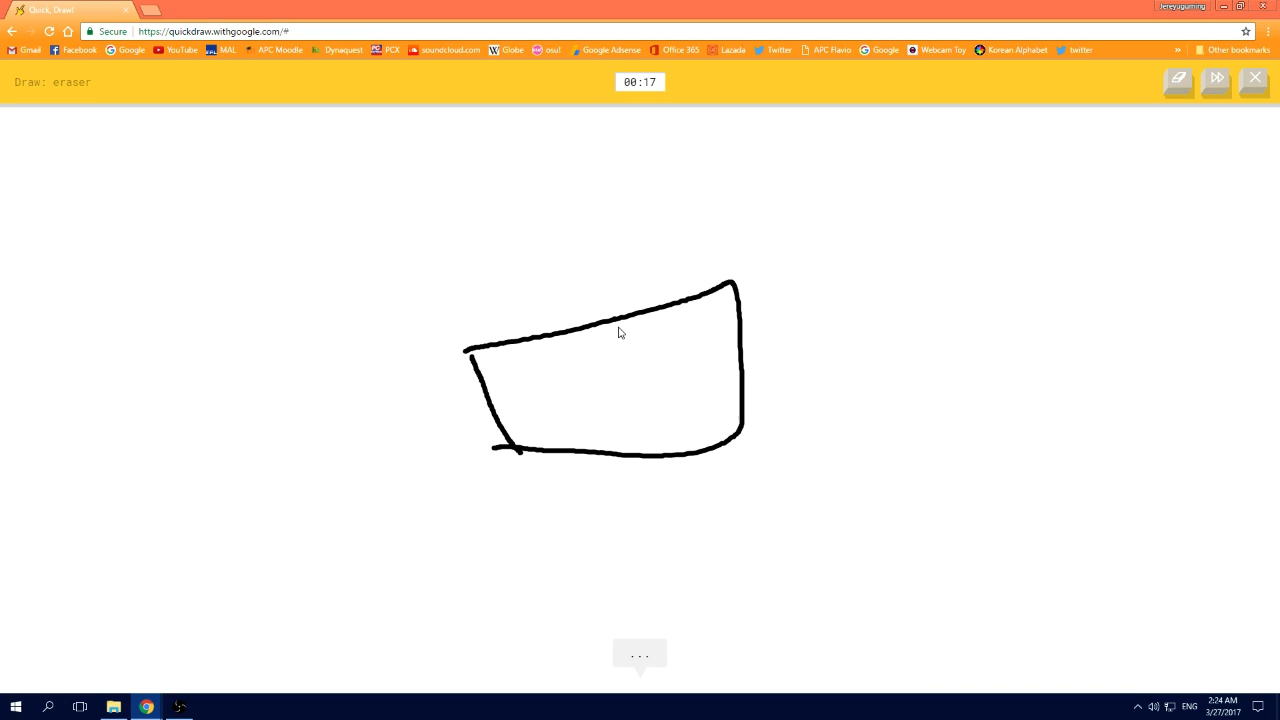 Quick, Draw!
Jereyuguming
Secure https://quickdraw.withgoogle.com/#
Gmail Facebook Google YouTube MAL APC Moodle Dynaquest PCX soundcloud.com Globe osu! Google Adsense Office 365 Lazada Twitter APC Flavio Google Webcam Toy Korean Alphabet twitter » Other bookmarks
Draw: eraser
00:17
...
2:24 AM
ENG
3/27/2017